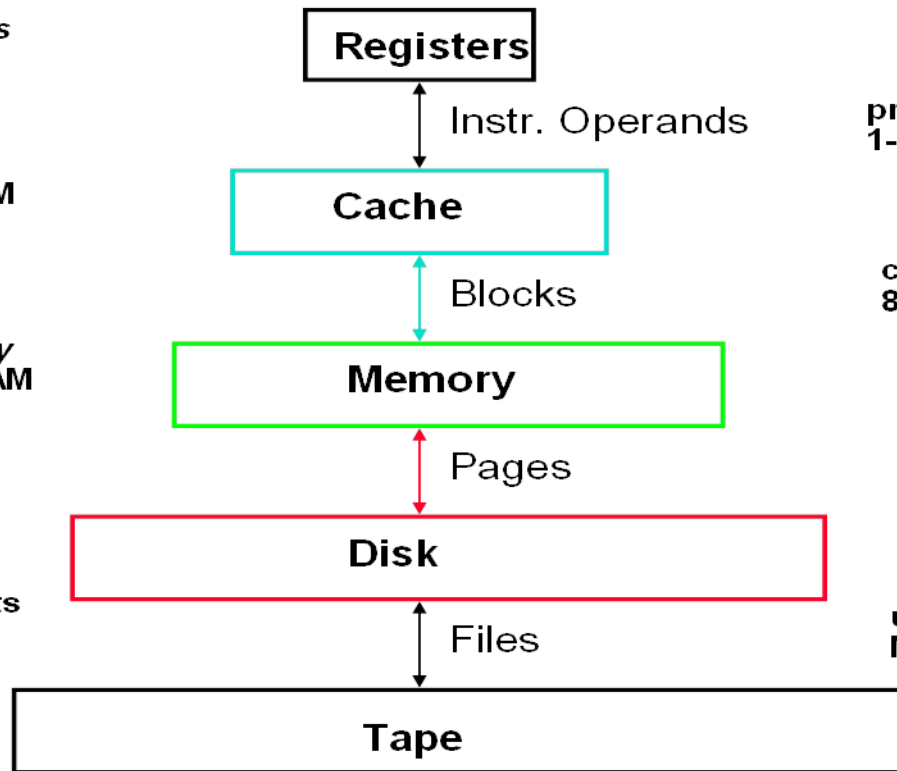 Registers
Instr. Operands
Cache
Blocks
Memory
Pages
Disk
Files
Tape